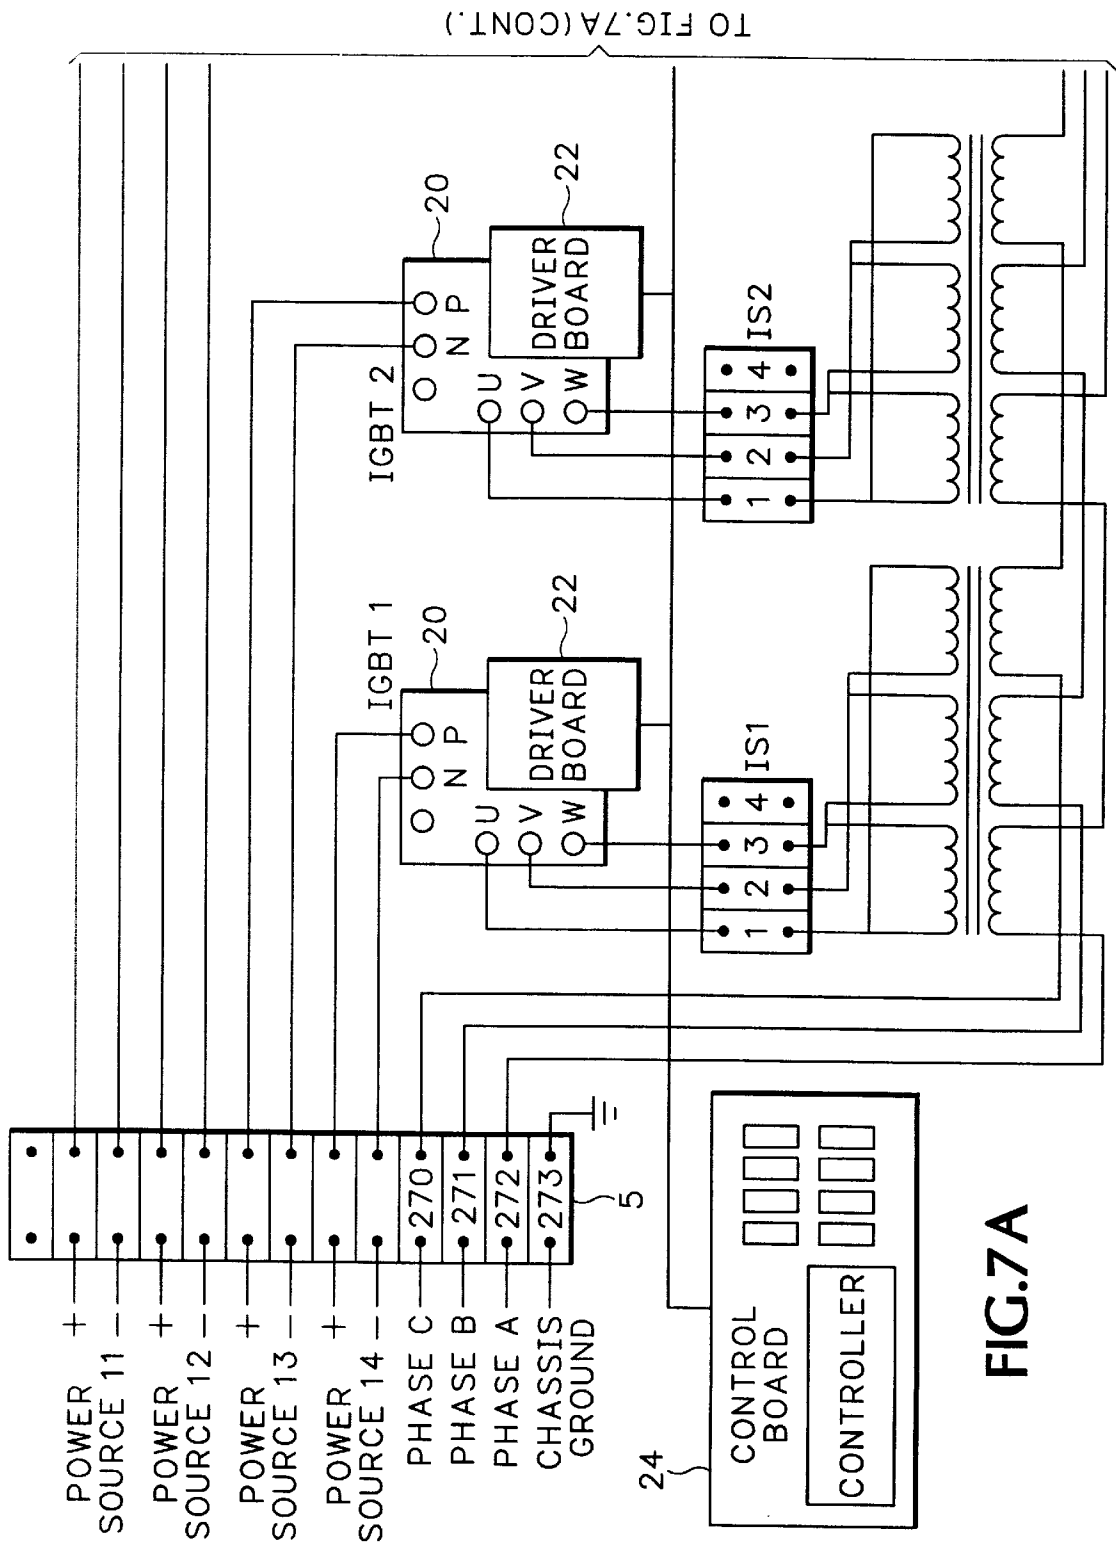 TO FIG.7A(CONT.)
POWER
SOURCE 11
+
−
POWER
SOURCE 12
+
−
POWER
SOURCE 13
+
−
POWER
SOURCE 14
+
−
PHASE C
270
PHASE B
271
PHASE A
272
CHASSIS
GROUND
273
5
IGBT 1
20
N
P
U
V
W
DRIVER
BOARD
22
IGBT 2
20
N
P
U
V
W
DRIVER
BOARD
22
1
2
3
4
IS1
1
2
3
4
IS2
24
CONTROL
BOARD
CONTROLLER
FIG.7A